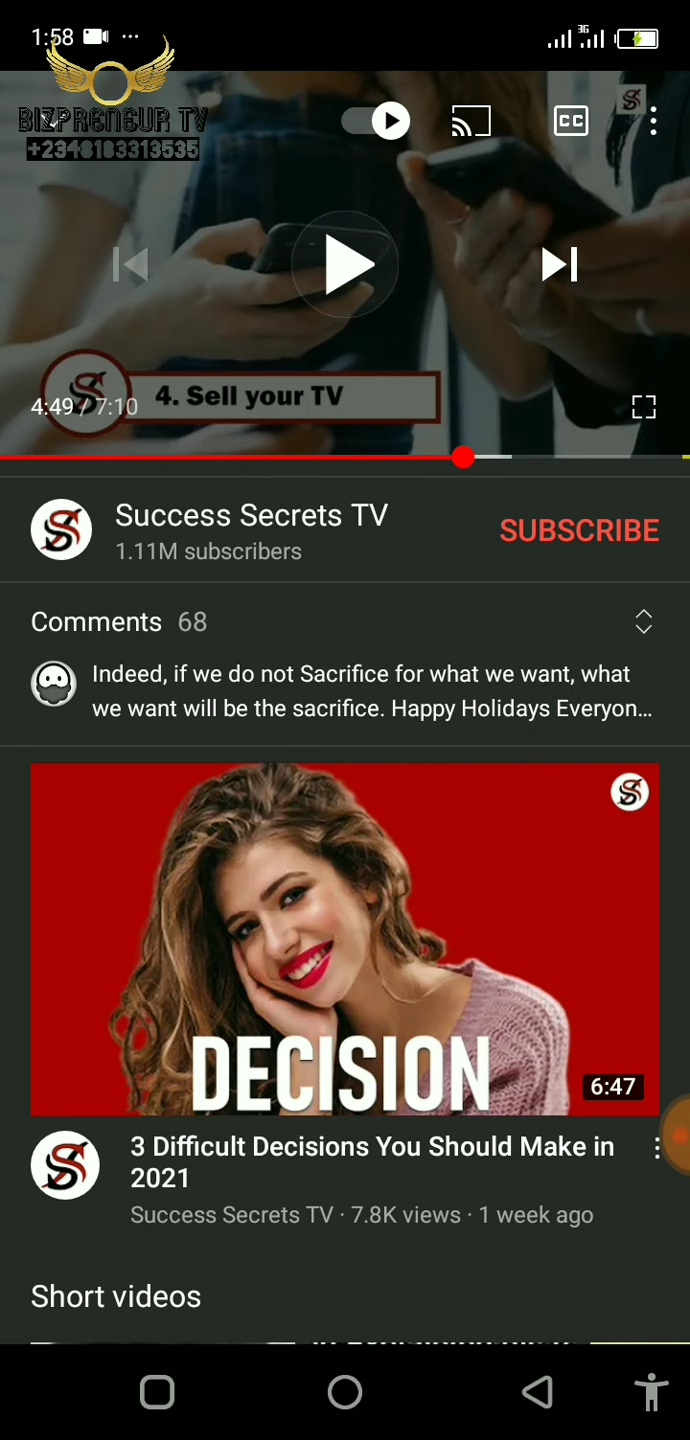 1:58
3G
BIZPRENEUR TV
+2348183313535
CC
4. Sell your TV
4:49 / 7:10
Success Secrets TV
1.11M subscribers
SUBSCRIBE
Comments 68
Indeed, if we do not Sacrifice for what we want, what
we want will be the sacrifice. Happy Holidays Everyon...
DECISION
6:47
3 Difficult Decisions You Should Make in
2021
Success Secrets TV · 7.8K views · 1 week ago
Short videos